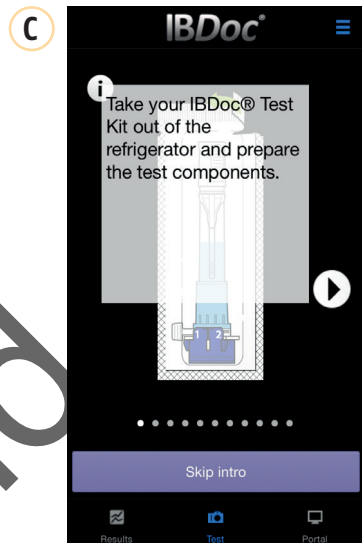 C
IBDoc®
i
Take your IBDoc® Test
Kit out of the
refrigerator and prepare
the test components.
1 2
Skip intro
Results Test Portal